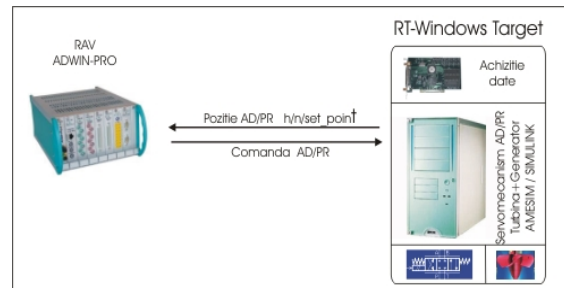 RT-Windows Target
RAV
ADWIN-PRO
Achizitie
date
Pozitie AD/PR h/n/set_point
Comanda AD/PR
Servomecanism AD/PR
Turbina+Generator
AMESIM / SIMULINK